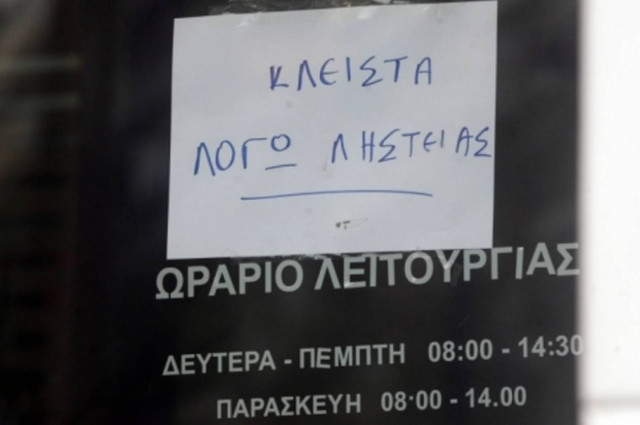 ΚΛΕΙΣΤΑ
ΛΟΓΩ ΛΗΣΤΕΙΑΣ
ΩΡΑΡΙΟ ΛΕΙΤΟΥΡΓΙΑΣ
ΔΕΥΤΕΡΑ - ΠΕΜΠΤΗ 08:00 - 14:30
ΠΑΡΑΣΚΕΥΗ 08:00 - 14.00